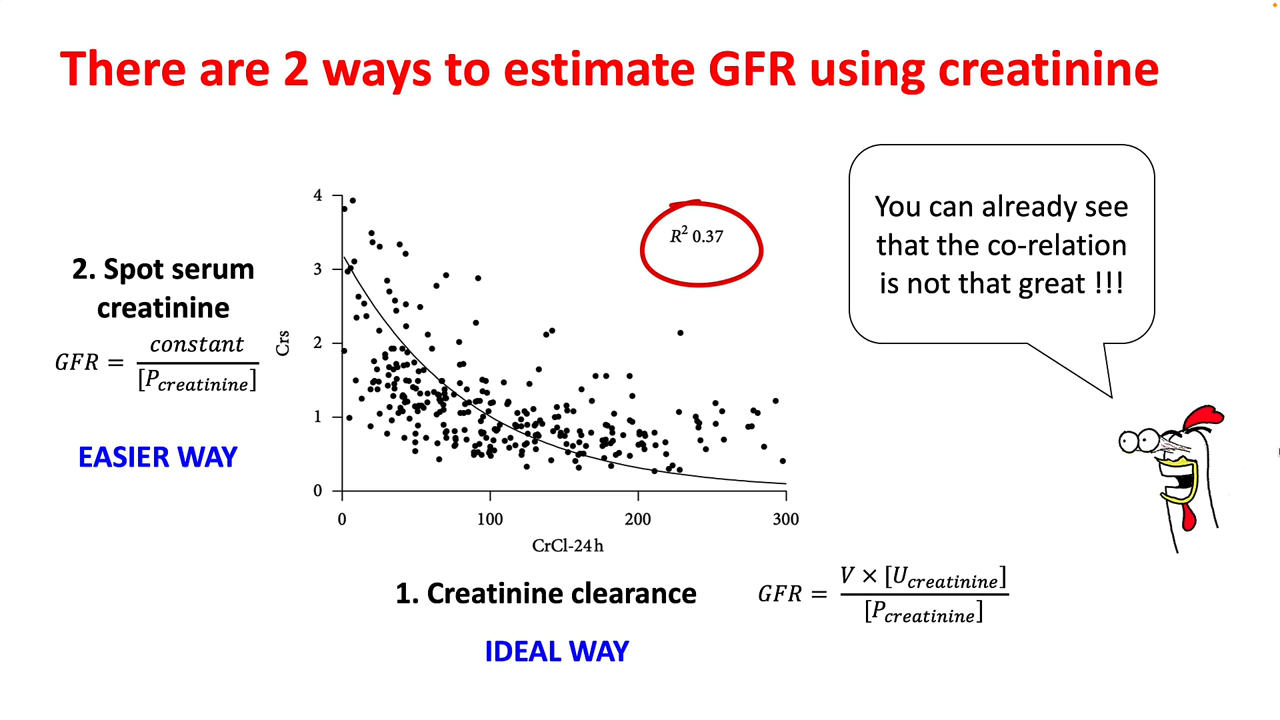 There are 2 ways to estimate GFR using creatinine
You can already see
that the co-relation
is not that great !!!
2. Spot serum
creatinine
GFR = constant / [P_creatinine]
EASIER WAY
Crs
4
3
2
1
0
R² 0.37
0 100 200 300
CrCl-24 h
1. Creatinine clearance
GFR = V × [U_creatinine] / [P_creatinine]
IDEAL WAY